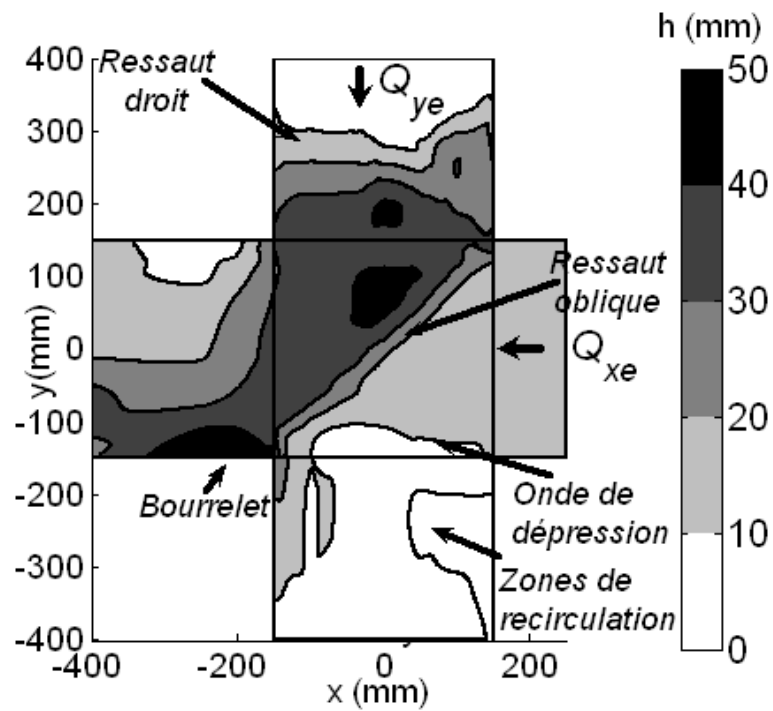 h (mm)
Ressaut
droit
Q ye
400
300
200
100
0
-100
-200
-300
-400
y(mm)
Ressaut
oblique
Q xe
Bourrelet
Onde de
dépression
Zones de
recirculation
-400
-200
0
200
x (mm)
50
40
30
20
10
0